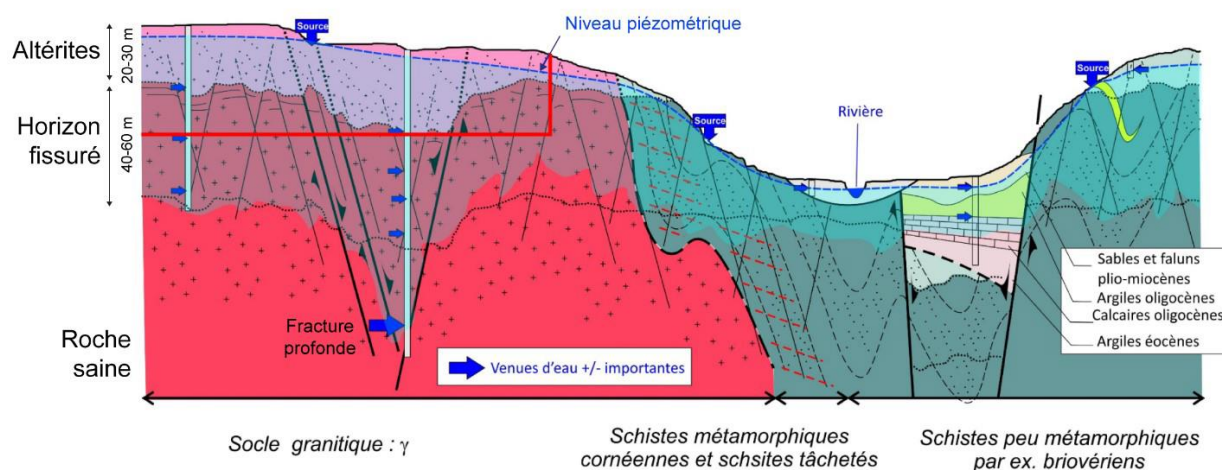 Altérites
20-30 m
Horizon
fissuré
40-60 m
Roche
saine
Source
Niveau piézométrique
Source
Rivière
Source
Fracture
profonde
Venues d'eau +/- importantes
Sables et faluns
plio-miocènes
Argiles oligocènes
Calcaires oligocènes
Argiles éocènes
Socle granitique : γ
Schistes métamorphiques
cornéennes et schsites tâchetés
Schistes peu métamorphiques
par ex. briovériens